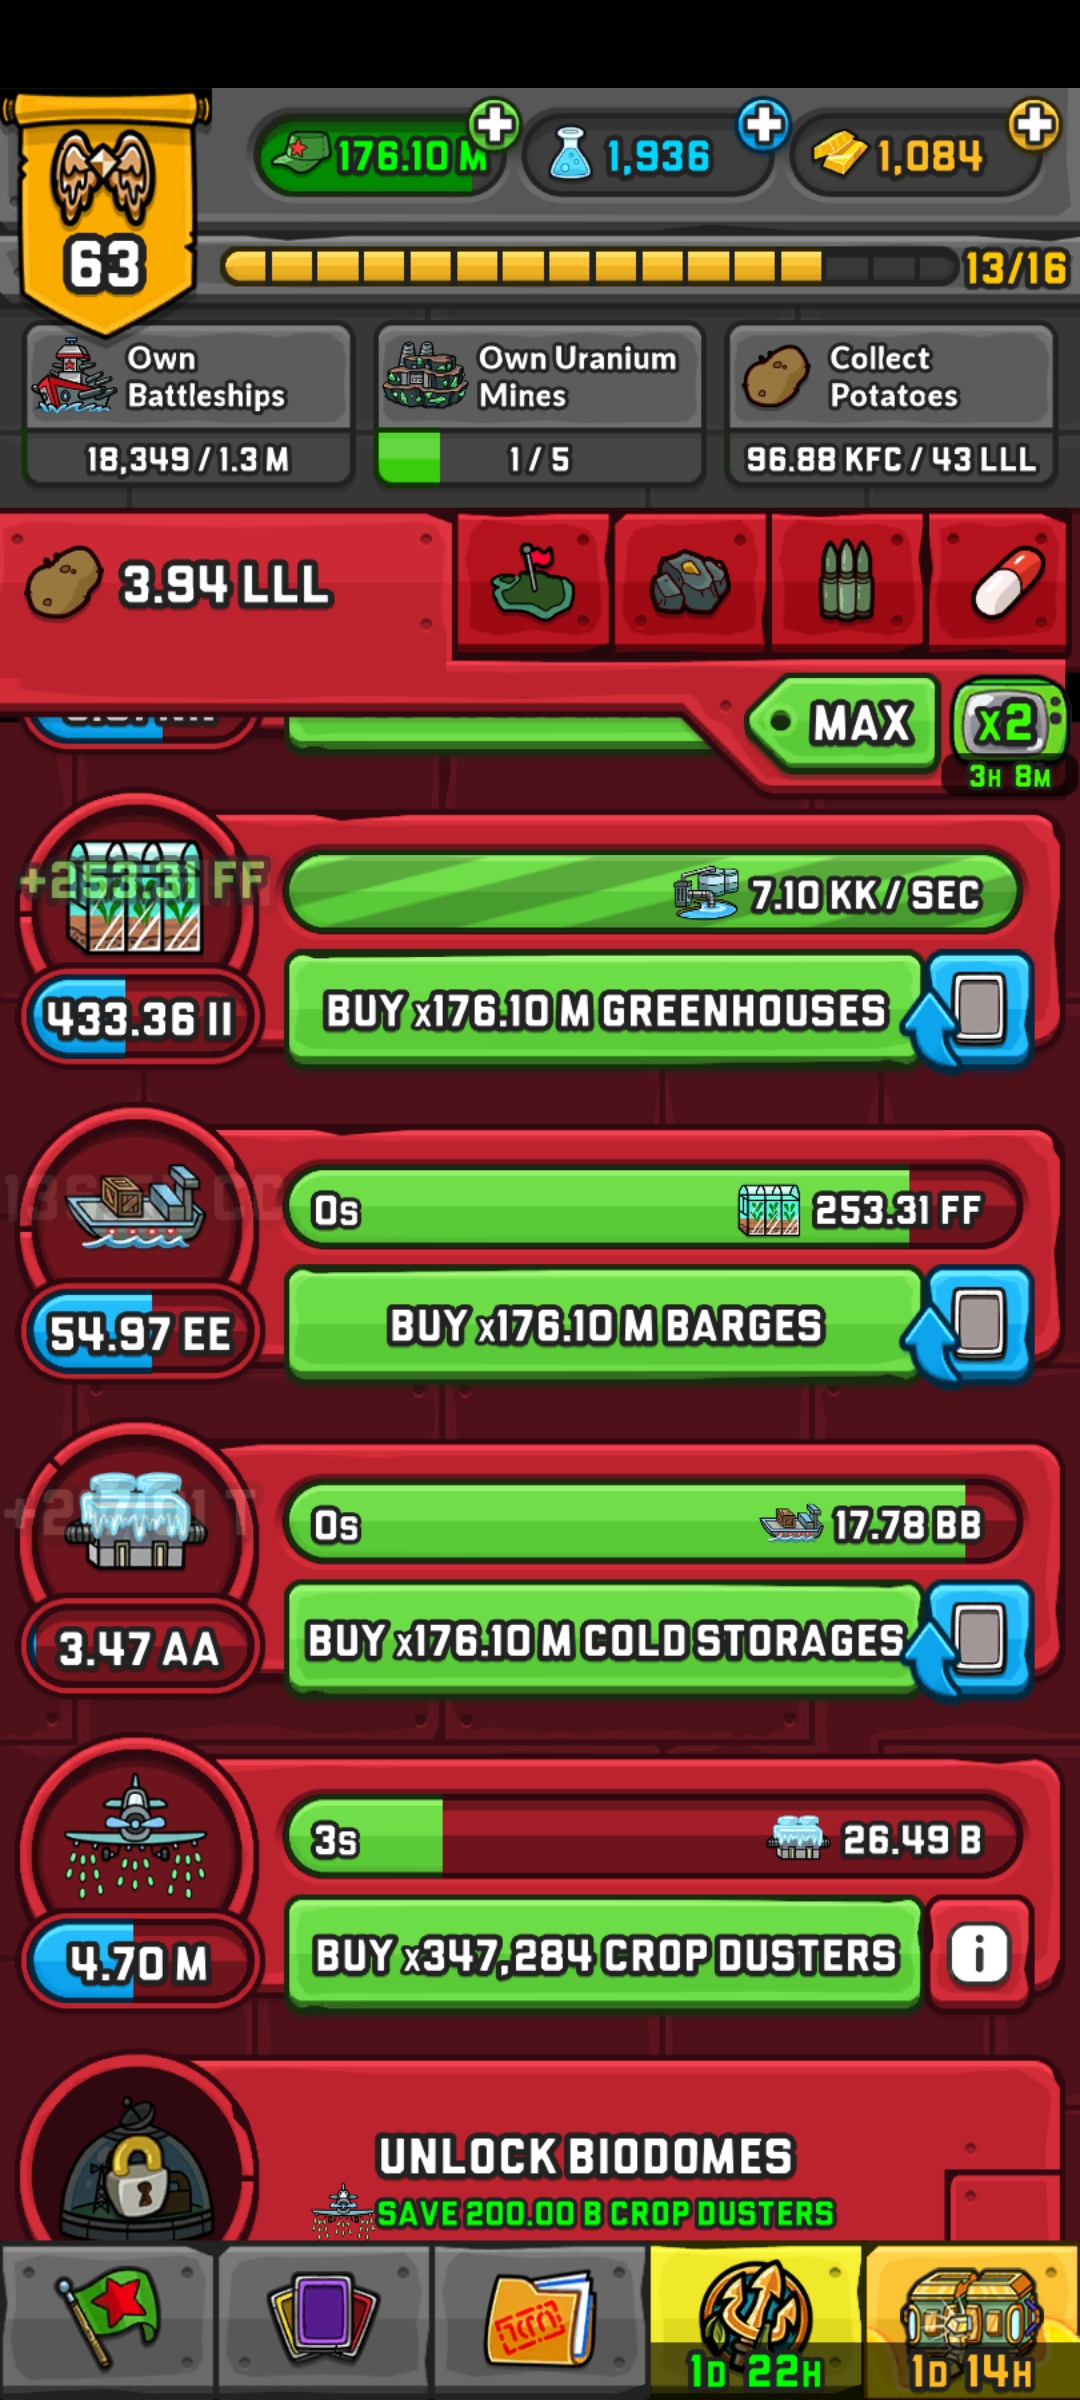 176.10 M
1,936
1,084
63
13/16
Own
Battleships
18,349 / 1.3 M
Own Uranium
Mines
1 / 5
Collect
Potatoes
96.88 KFC / 43 LLL
3.94 LLL
MAX
x2
3H 8M
+253.31 FF
7.10 KK / SEC
433.36 II
BUY x176.10 M GREENHOUSES
0s
253.31 FF
54.97 EE
BUY x176.10 M BARGES
0s
17.78 BB
3.47 AA
BUY x176.10 M COLD STORAGES
3s
26.49 B
4.70 M
BUY x347,284 CROP DUSTERS
i
UNLOCK BIODOMES
SAVE 200.00 B CROP DUSTERS
1D 22H
1D 14H